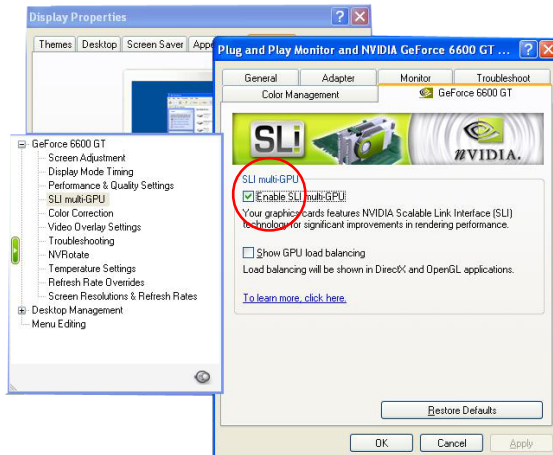 Display Properties
Themes Desktop Screen Saver Appe
Plug and Play Monitor and NVIDIA GeForce 6600 GT ...
General Adapter Monitor Troubleshoot
Color Management GeForce 6600 GT
SLI
nVIDIA.
GeForce 6600 GT
Screen Adjustment
Display Mode Timing
Performance & Quality Settings
SLI multi-GPU
Color Correction
Video Overlay Settings
Troubleshooting
NVRotate
Temperature Settings
Refresh Rate Overrides
Screen Resolutions & Refresh Rates
Desktop Management
Menu Editing
SLI multi-GPU
Enable SLI multi-GPU
Your graphics cards features NVIDIA Scalable Link Interface (SLI)
technology for significant improvements in rendering performance.
Show GPU load balancing
Load balancing will be shown in DirectX and OpenGL applications.
To learn more, click here.
Restore Defaults
OK Cancel Apply